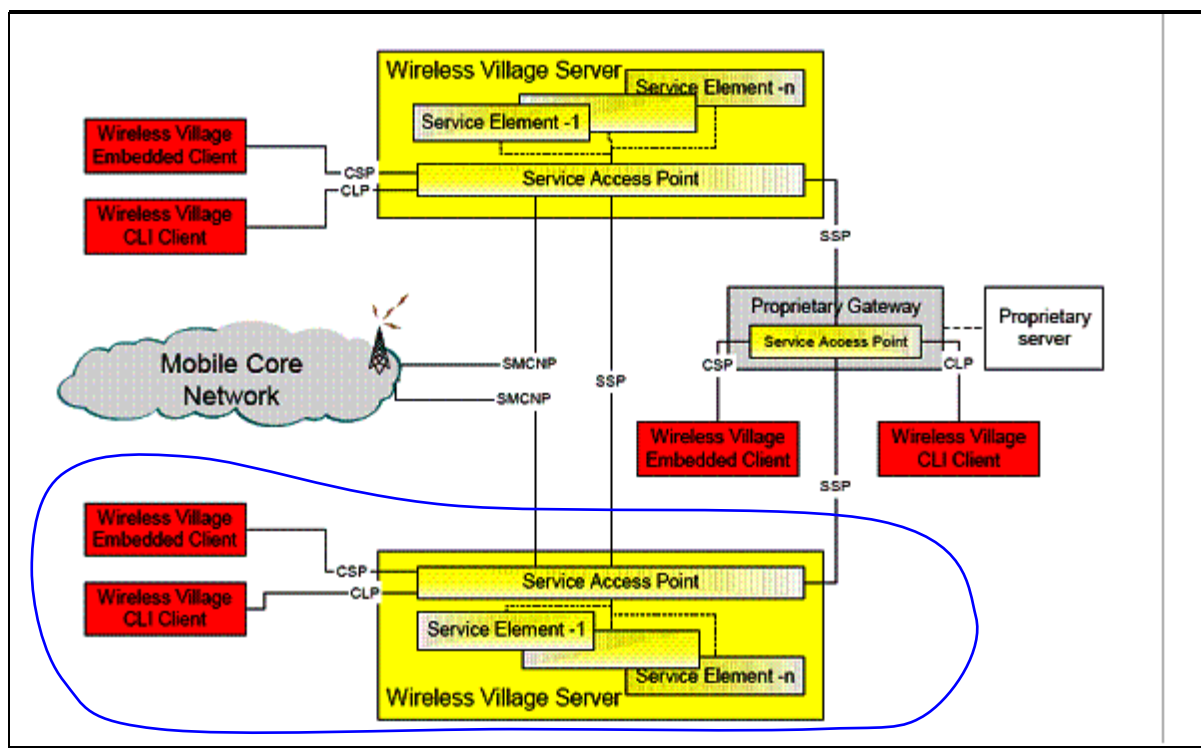 Wireless Village Server
Service Element -n
Service Element -1
Wireless Village
Embedded Client
CSP
Service Access Point
CLP
Wireless Village
CLI Client
SSP
Proprietary Gateway
Service Access Point
Proprietary
server
Mobile Core
Network
SMCNP
SMCNP
SSP
CSP
CLP
Wireless Village
Embedded Client
Wireless Village
CLI Client
SSP
Wireless Village
Embedded Client
CSP
Service Access Point
CLP
Wireless Village
CLI Client
Service Element -1
Service Element -n
Wireless Village Server